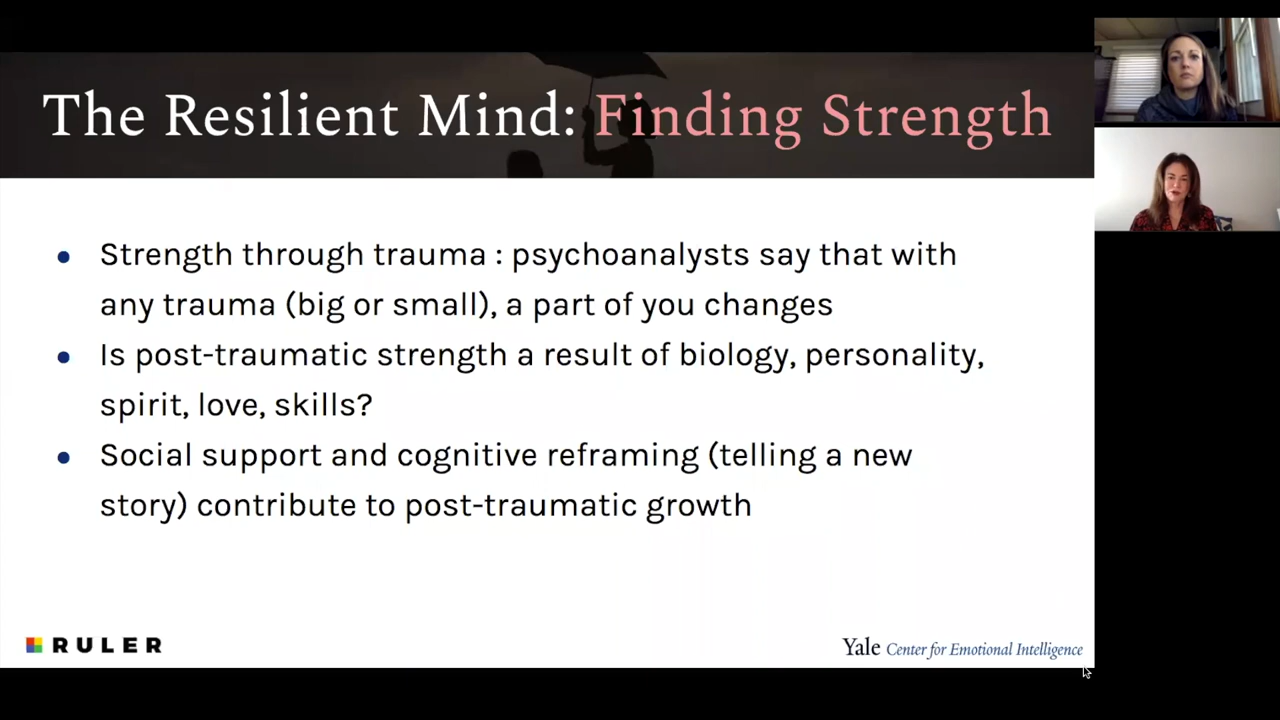 The Resilient Mind: Finding Strength
• Strength through trauma : psychoanalysts say that with
any trauma (big or small), a part of you changes
• Is post-traumatic strength a result of biology, personality,
spirit, love, skills?
• Social support and cognitive reframing (telling a new
story) contribute to post-traumatic growth
RULER
Yale Center for Emotional Intelligence